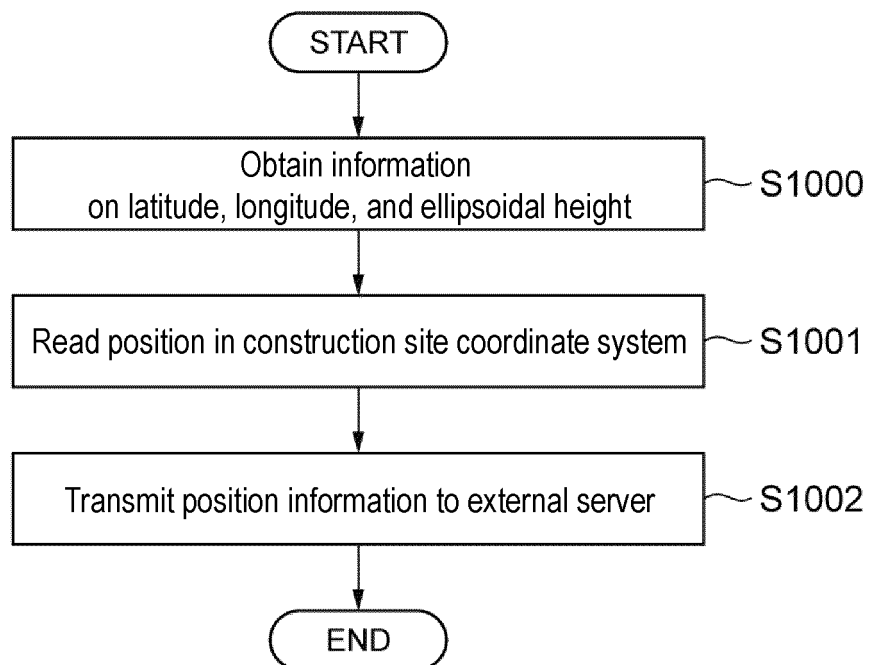 START
Obtain information
on latitude, longitude, and ellipsoidal height
S1000
Read position in construction site coordinate system
S1001
Transmit position information to external server
S1002
END